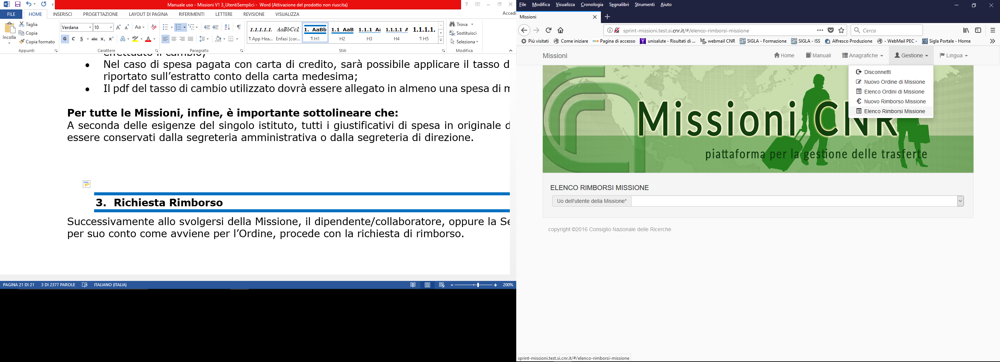 Manuale uso - Missioni V1 3_UtentiSemplici - Word (Attivazione del prodotto non riuscita)
FILE HOME INSERISCI PROGETTAZIONE LAYOUT DI PAGINA RIFERIMENTI LETTERE REVISIONE VISUALIZZA Accedi
Incolla
Taglia
Copia
Copia formato
Appunti
Verdana 10
G C S abc x₂ x²
Carattere
Paragrafo
1.1.1.1.1. AaBbCcL 1. AaBb 1.1 AaB 1.1.1 Aa 1.1.1.1 A 1.1.1.1.
¶ App Hea... Enfasi (cor... ¶ H1 H2 H3 H4 ¶ H5
Stili
Trova
Sostituisci
Seleziona
Modifica
effettuato il cambio;
• Nel caso di spesa pagata con carta di credito, sarà possibile applicare il tasso d
riportato sull’estratto conto della carta medesima;
• Il pdf del tasso di cambio utilizzato dovrà essere allegato in almeno una spesa di m
Per tutte le Missioni, infine, è importante sottolineare che:
A seconda delle esigenze del singolo istituto, tutti i giustificativi di spesa in originale d
essere conservati dalla segreteria amministrativa o dalla segreteria di direzione.
3. Richiesta Rimborso
Successivamente allo svolgersi della Missione, il dipendente/collaboratore, oppure la Se
per suo conto come avviene per l’Ordine, procede con la richiesta di rimborso.
PAGINA 21 DI 21 3 DI 2377 PAROLE ITALIANO (ITALIA) 200%
File Modifica Visualizza Cronologia Segnalibri Strumenti Aiuto
Missioni
sprint-missioni.test.si.cnr.it/#/elenco-rimborsi-missione
Cerca
Più visitati Come iniziare Pagina di accesso unisalute - Risultati di ... webmail CNR SIGLA - Formazione SIGLA - ISS Alfresco Produzione - WebMail PEC - Sigla Portale - Home
Missioni Home Manuali Anagrafiche Gestione Lingua
Disconnetti
Nuovo Ordine di Missione
Elenco Ordini di Missione
Nuovo Rimborso Missione
Elenco Rimborsi Missione
Missioni CNR
piattaforma per la gestione delle trasferte
ELENCO RIMBORSI MISSIONE
Uo dell'utente della Missione*
copyright ©2016 Consiglio Nazionale delle Ricerche
sprint-missioni.test.si.cnr.it/#/elenco-rimborsi-missione